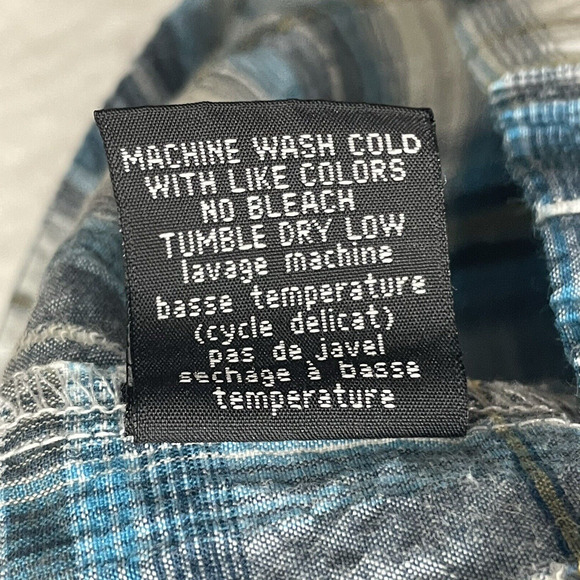 MACHINE WASH COLD
WITH LIKE COLORS
NO BLEACH
TUMBLE DRY LOW
lavage machine
basse temperature
(cycle delicat)
pas de javel
sechage à basse
temperature